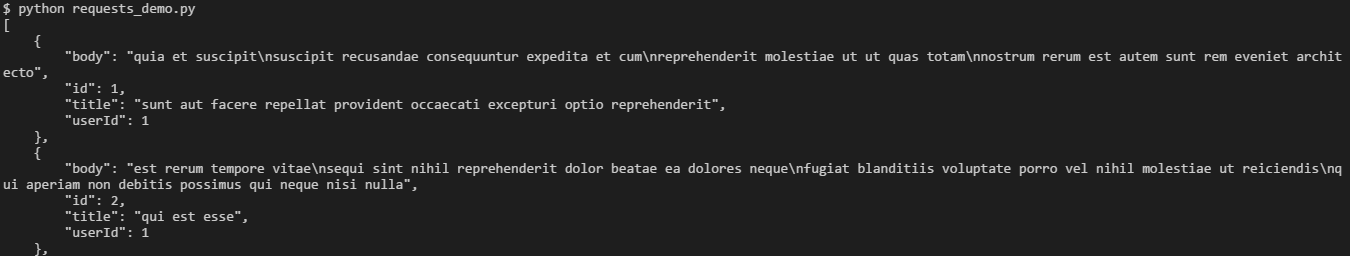 $ python requests_demo.py
[
    {
        "body": "quia et suscipit\nsuscipit recusandae consequuntur expedita et cum\nreprehenderit molestiae ut ut quas totam\nnostrum rerum est autem sunt rem eveniet archit
ecto",
        "id": 1,
        "title": "sunt aut facere repellat provident occaecati excepturi optio reprehenderit",
        "userId": 1
    },
    {
        "body": "est rerum tempore vitae\nsequi sint nihil reprehenderit dolor beatae ea dolores neque\nfugiat blanditiis voluptate porro vel nihil molestiae ut reiciendis\nq
ui aperiam non debitis possimus qui neque nisi nulla",
        "id": 2,
        "title": "qui est esse",
        "userId": 1
    },